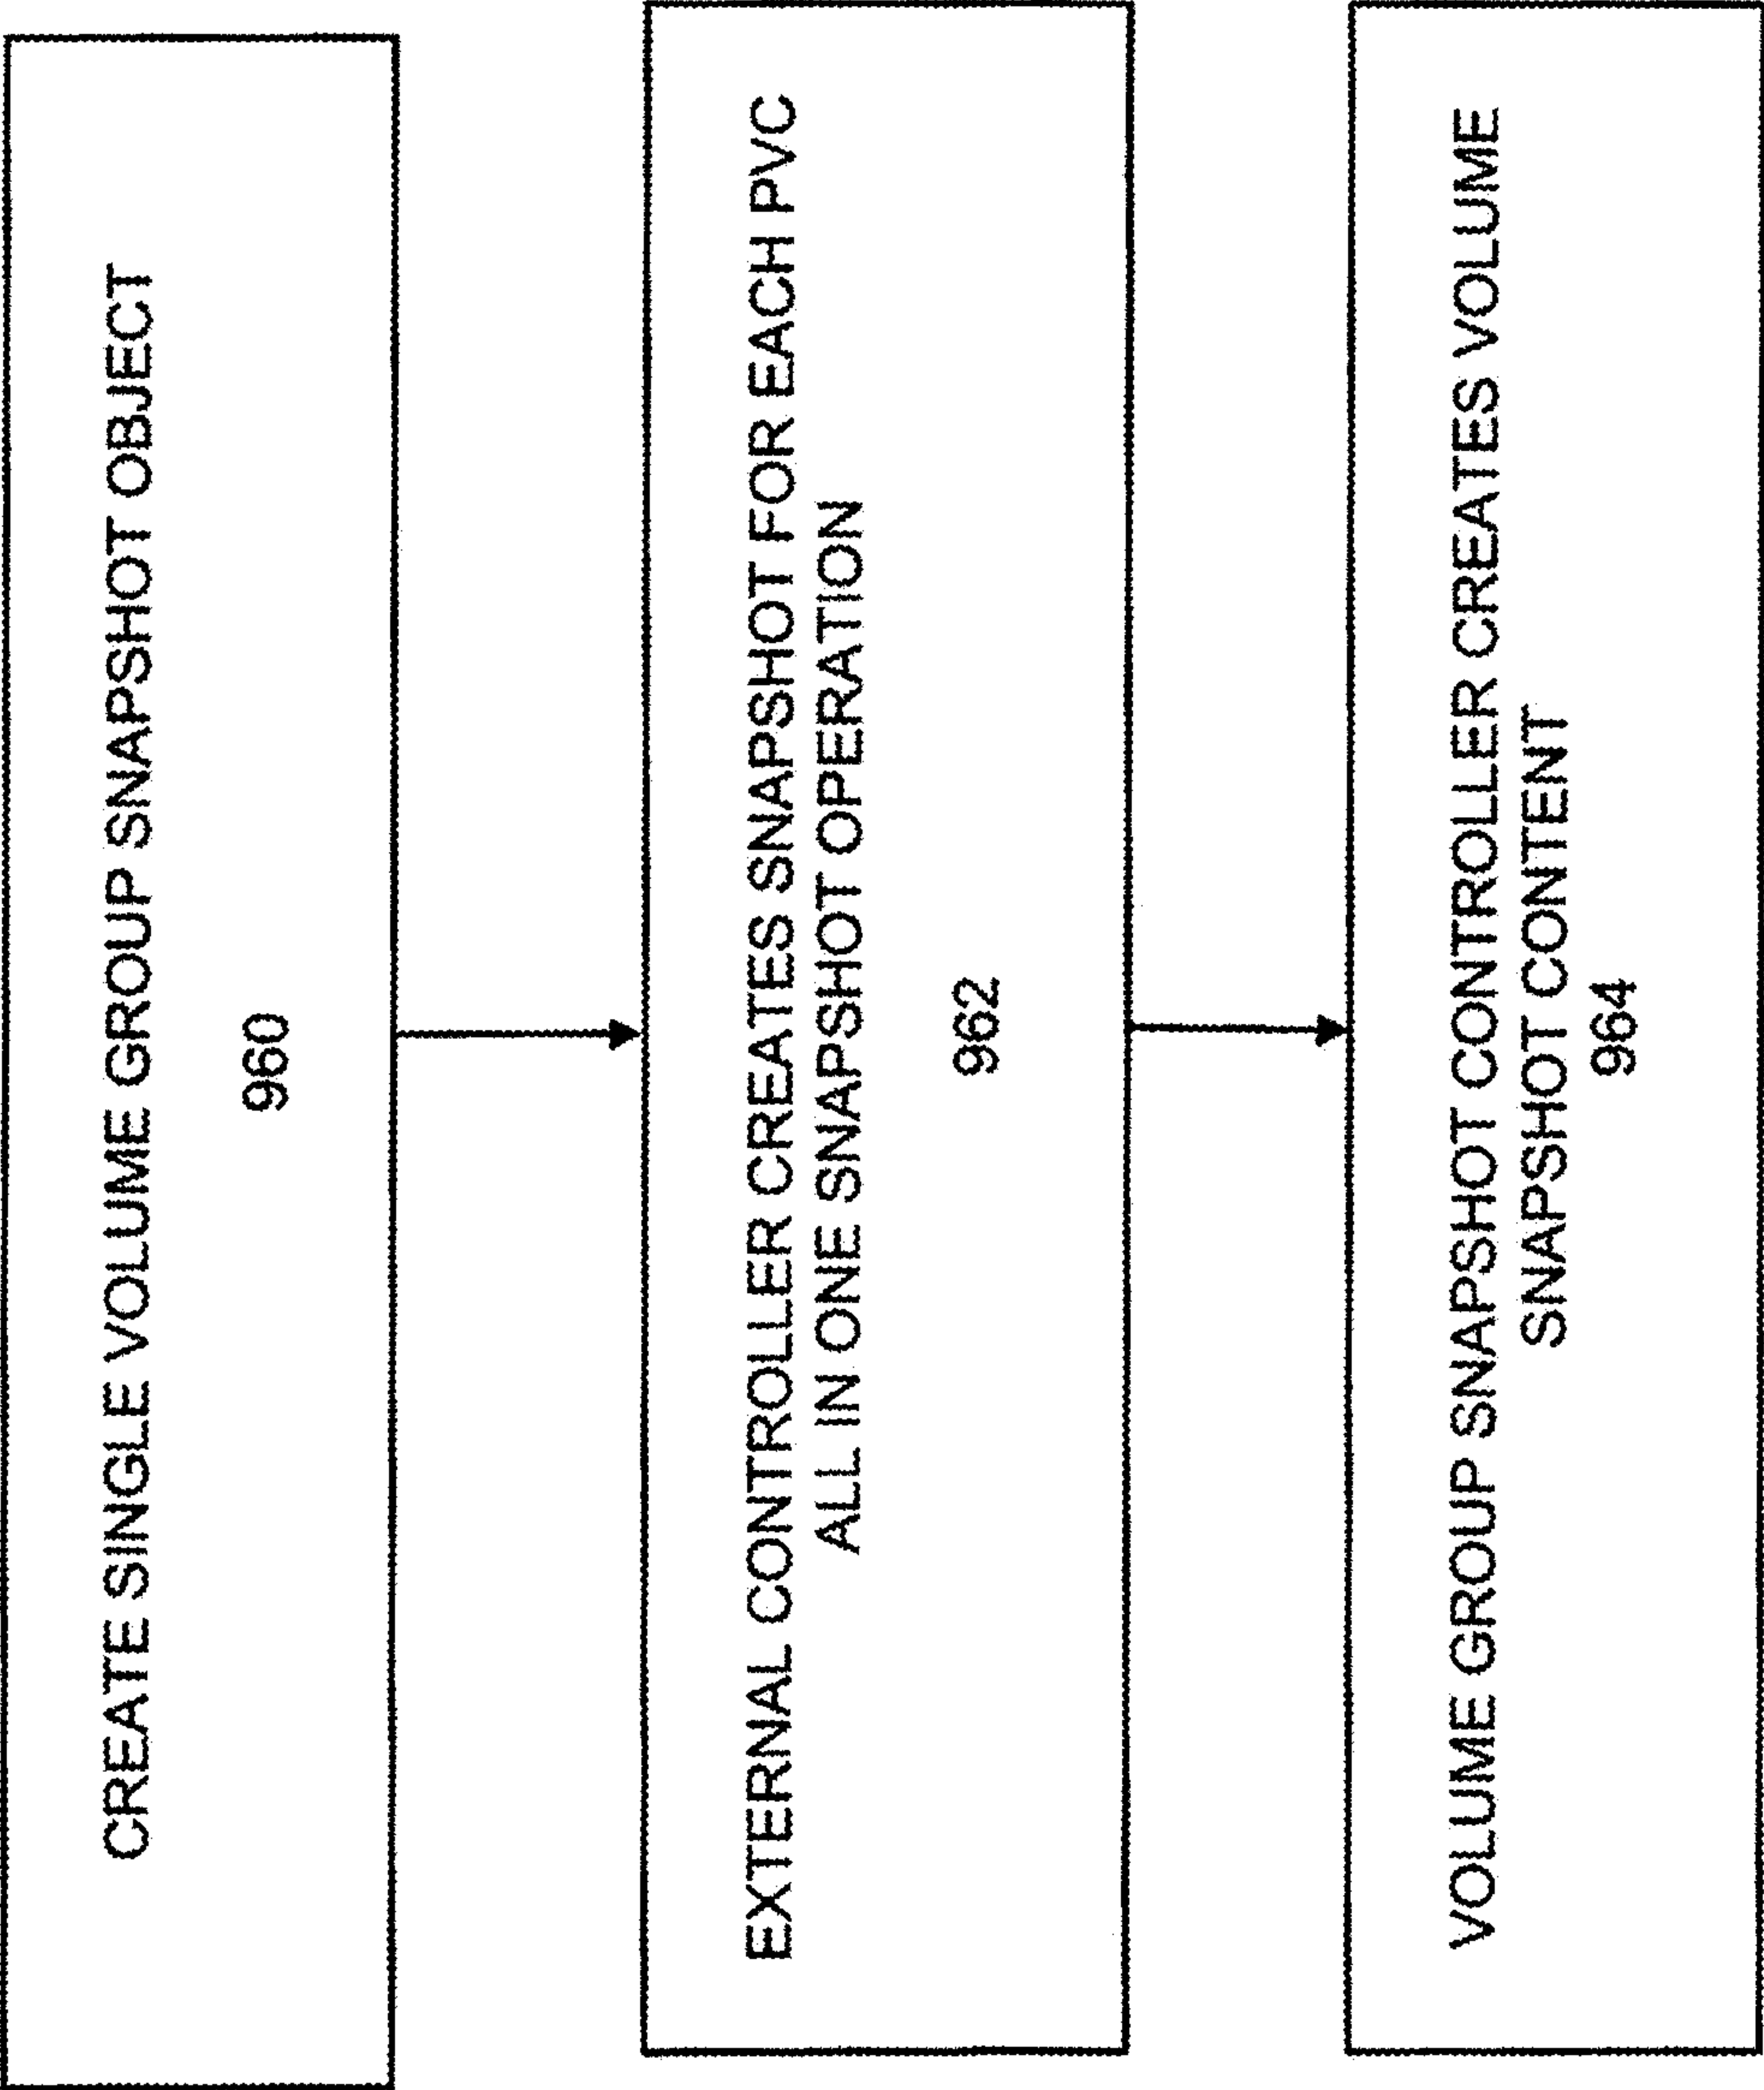 CREATE SINGLE VOLUME GROUP SNAPSHOT OBJECT
960
EXTERNAL CONTROLLER CREATES SNAPSHOT FOR EACH PVC
ALL IN ONE SNAPSHOT OPERATION
962
VOLUME GROUP SNAPSHOT CONTROLLER CREATES VOLUME
SNAPSHOT CONTENT
964